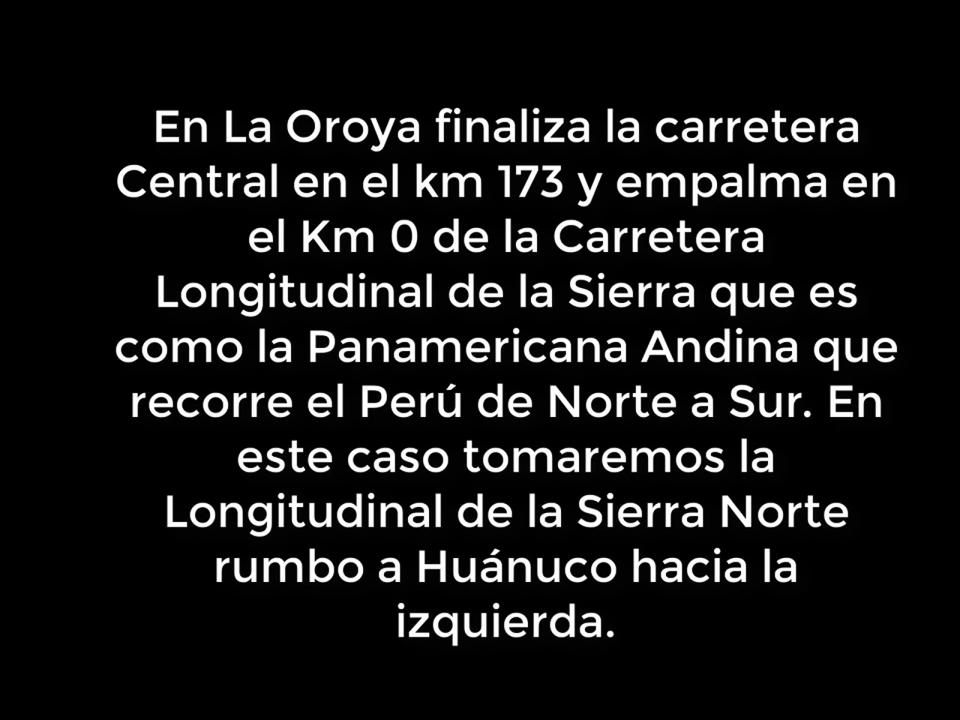 En La Oroya finaliza la carretera
Central en el km 173 y empalma en
el Km 0 de la Carretera
Longitudinal de la Sierra que es
como la Panamericana Andina que
recorre el Perú de Norte a Sur. En
este caso tomaremos la
Longitudinal de la Sierra Norte
rumbo a Huánuco hacia la
izquierda.